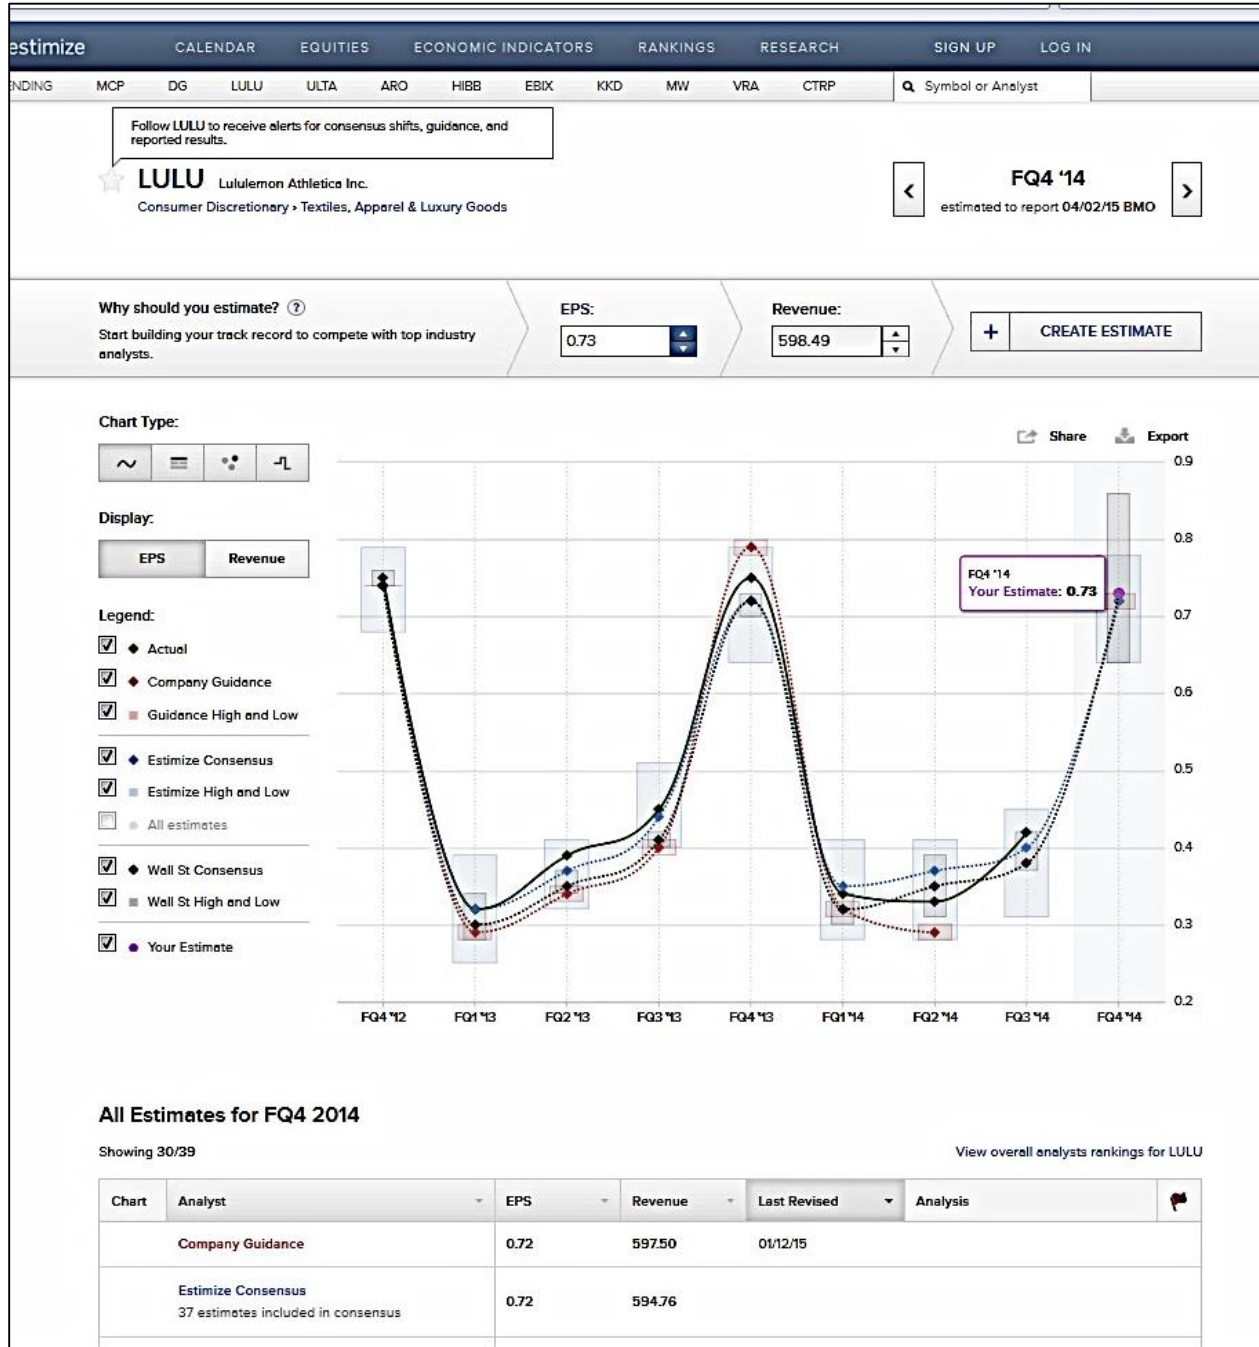 estimize CALENDAR EQUITIES ECONOMIC INDICATORS RANKINGS RESEARCH SIGN UP LOG IN
ENDING MCP DG LULU ULTA ARO HIBB EBIX KKD MW VRA CTRP Symbol or Analyst
Follow LULU to receive alerts for consensus shifts, guidance, and
reported results.
LULU Lululemon Athletica Inc.
Consumer Discretionary › Textiles, Apparel & Luxury Goods
< FQ4 '14 >
estimated to report 04/02/15 BMO
Why should you estimate? ?
Start building your track record to compete with top industry
analysts.
EPS:
0.73
Revenue:
598.49
+ CREATE ESTIMATE
Chart Type:
Share Export
Display:
EPS Revenue
Legend:
Actual
Company Guidance
Guidance High and Low
Estimize Consensus
Estimize High and Low
All estimates
Wall St Consensus
Wall St High and Low
Your Estimate
0.9
0.8
FQ4 '14
Your Estimate: 0.73
0.7
0.6
0.5
0.4
0.3
0.2
FQ4 '12 FQ1 '13 FQ2 '13 FQ3 '13 FQ4 '13 FQ1 '14 FQ2 '14 FQ3 '14 FQ4 '14
All Estimates for FQ4 2014
Showing 30/39 View overall analysts rankings for LULU
Chart Analyst EPS Revenue Last Revised Analysis
Company Guidance 0.72 597.50 01/12/15
Estimize Consensus 0.72 594.76
37 estimates included in consensus